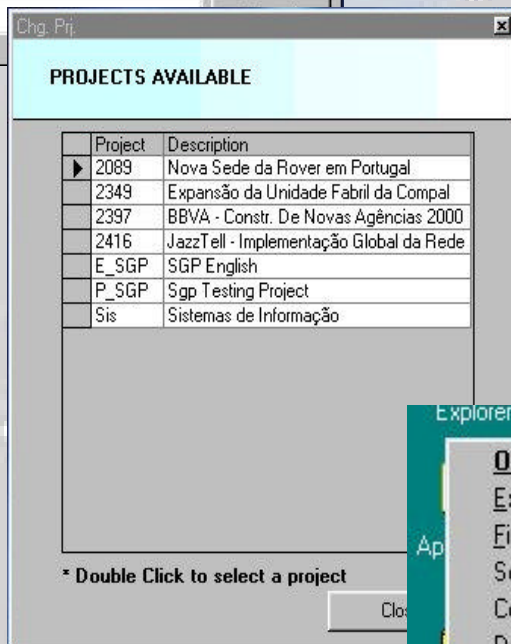 Chg. Prj.
PROJECTS AVAILABLE
Project Description
2089 Nova Sede da Rover em Portugal
2349 Expansão da Unidade Fabril da Compal
2397 BBVA - Constr. De Novas Agências 2000
2416 JazzTell - Implementação Global da Rede
E_SGP SGP English
P_SGP Sgp Testing Project
Sis Sistemas de Informação
* Double Click to select a project
Explorer